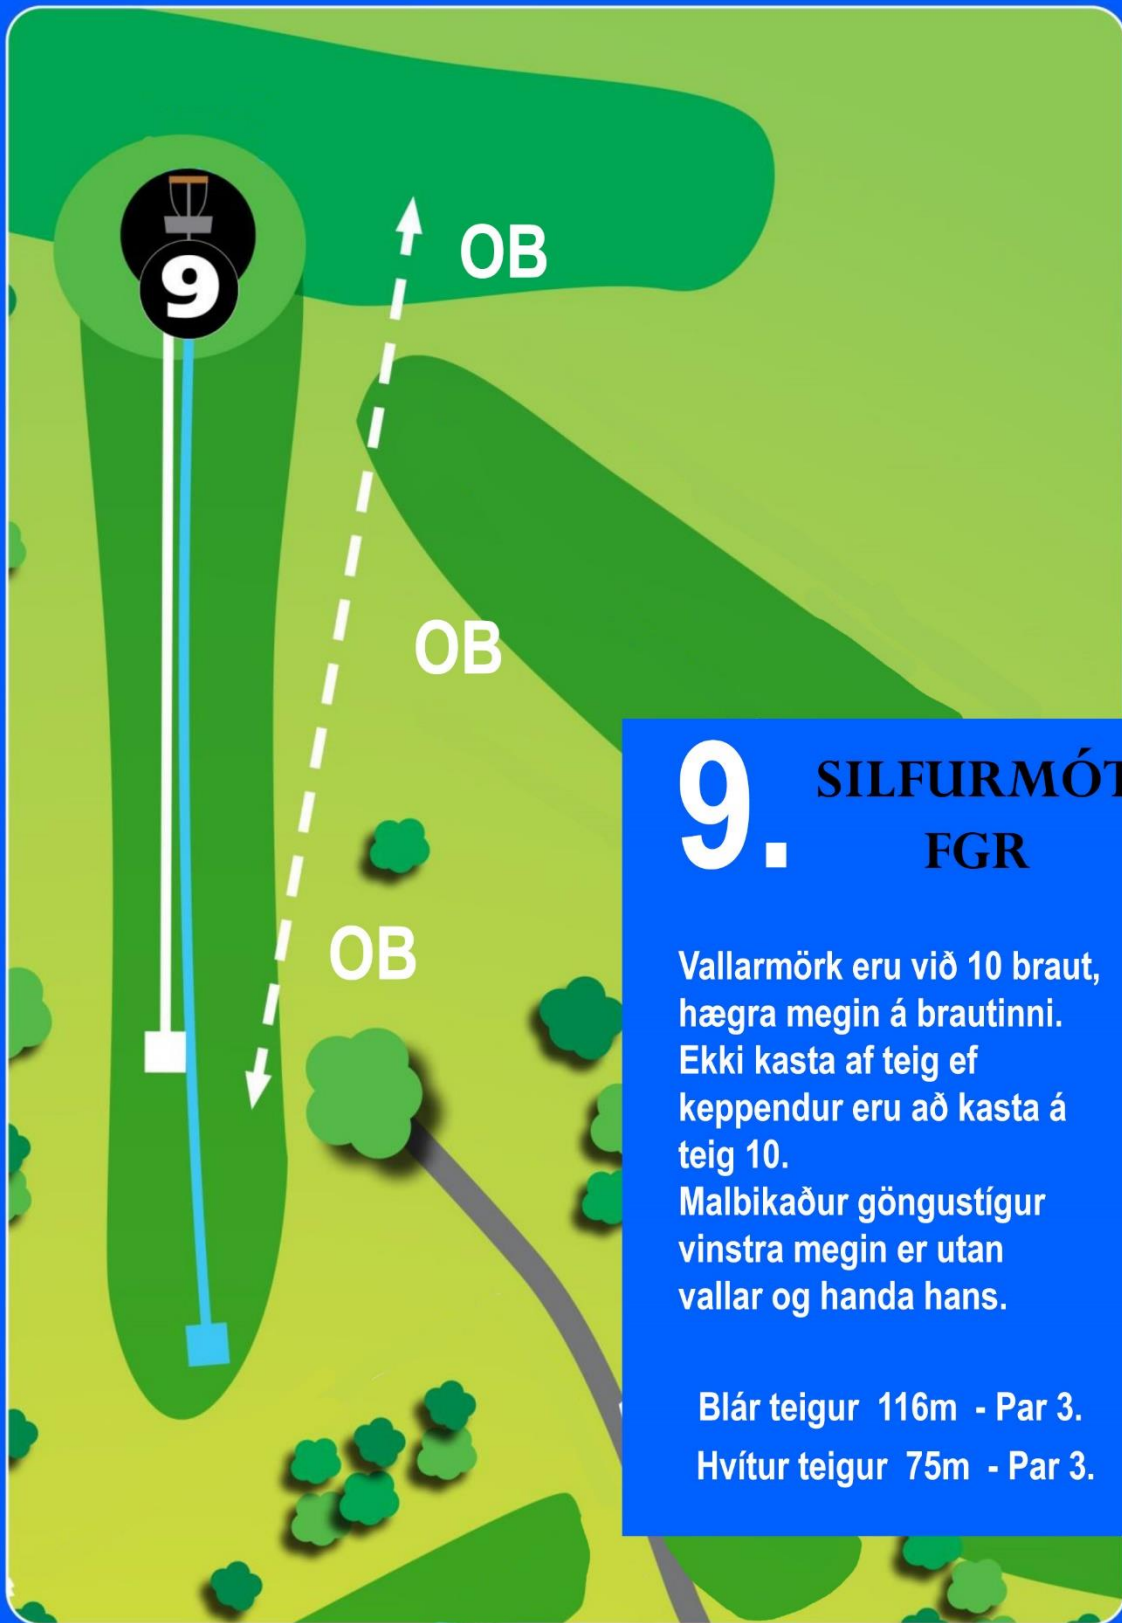 9
OB
OB
OB
9.
SILFURMÓT
FGR
Vallarmörk eru við 10 braut,
hægra megin á brautinni.
Ekki kasta af teig ef
keppendur eru að kasta á
teig 10.
Malbikaður göngustígur
vinstra megin er utan
vallar og handa hans.
Blár teigur 116m - Par 3.
Hvítur teigur 75m - Par 3.